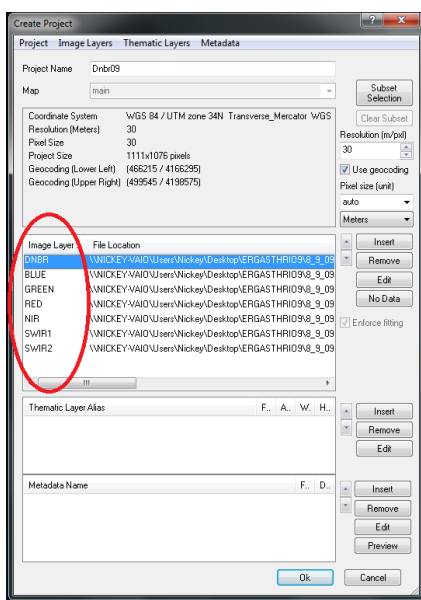 Create Project
Project Image Layers Thematic Layers Metadata
Project Name Dnbr09
Map main
Subset Selection
Clear Subset
Coordinate System WGS 84 / UTM zone 34N Transverse_Mercator WGS
Resolution (Meters) 30
Pixel Size 30
Project Size 1111x1076 pixels
Geocoding (Lower Left) (466215 / 4166295)
Geocoding (Upper Right) (499545 / 4198575)
Resolution (m/pxl)
30
Use geocoding
Pixel size (unit)
auto
Meters
Image Layer File Location
DNBR \\NICKEY-VAIO\Users\Nickey\Desktop\ERGASTHRIO9\8_9_09
BLUE \\NICKEY-VAIO\Users\Nickey\Desktop\ERGASTHRIO9\8_9_09
GREEN \\NICKEY-VAIO\Users\Nickey\Desktop\ERGASTHRIO9\8_9_09
RED \\NICKEY-VAIO\Users\Nickey\Desktop\ERGASTHRIO9\8_9_09
NIR \\NICKEY-VAIO\Users\Nickey\Desktop\ERGASTHRIO9\8_9_09
SWIR1 \\NICKEY-VAIO\Users\Nickey\Desktop\ERGASTHRIO9\8_9_09
SWIR2 \\NICKEY-VAIO\Users\Nickey\Desktop\ERGASTHRIO9\8_9_09
Insert
Remove
Edit
No Data
Enforce fitting
Thematic Layer Alias F... A... W.. H...
Insert
Remove
Edit
Metadata Name F... D...
Insert
Remove
Edit
Preview
Ok Cancel